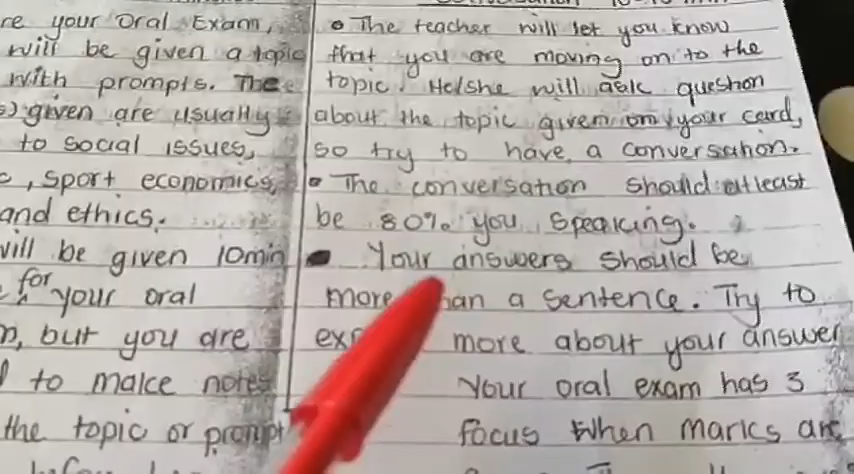 re your Oral Exam,
will be given a topic
with prompts. The
given are usually
to social issues,
, sport economics,
and ethics.
will be given 10min
for
your oral
, but you are
to make notes
the topic or prompt
• The teacher will let you know
that you are moving on to the
topic. He/she will ask question
about the topic given on your card,
so try to have a conversation.
• The conversation should atleast
be 80% you speaking.
• Your answers should be
more han a sentence. Try to
more about your answer
Your oral exam has 3
focus when marks are